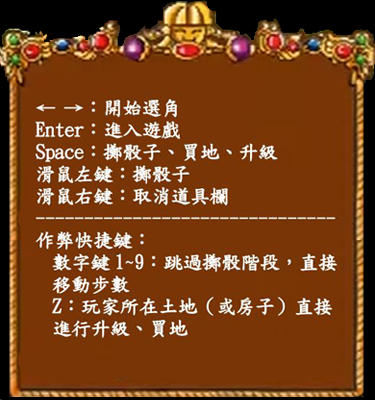 ← →：開始選角
Enter：進入遊戲
Space：擲骰子、買地、升級
滑鼠左鍵：擲骰子
滑鼠右鍵：取消道具欄
--------------------------------
作弊快捷鍵：
數字鍵1~9：跳過擲骰階段，直接
移動步數
Z：玩家所在土地（或房子）直接
進行升級、買地